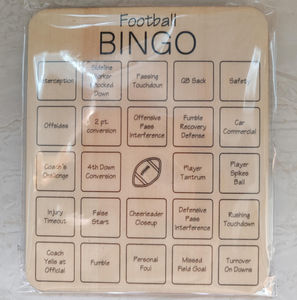 Football
BINGO
Interception
Sideline Worker Knocked Down
Passing Touchdown
QB Sack
Safety
Offsides
2 pt. conversion
Offensive Pass Interference
Fumble Recovery Defense
Car Commercial
Coach's Challenge
4th Down Conversion
Player Tantrum
Player Spikes Ball
Injury Timeout
False Start
Cheerleader Closeup
Defensive Pass Interference
Rushing Touchdown
Coach Yells at Official
Fumble
Personal Foul
Missed Field Goal
Turnover On Downs